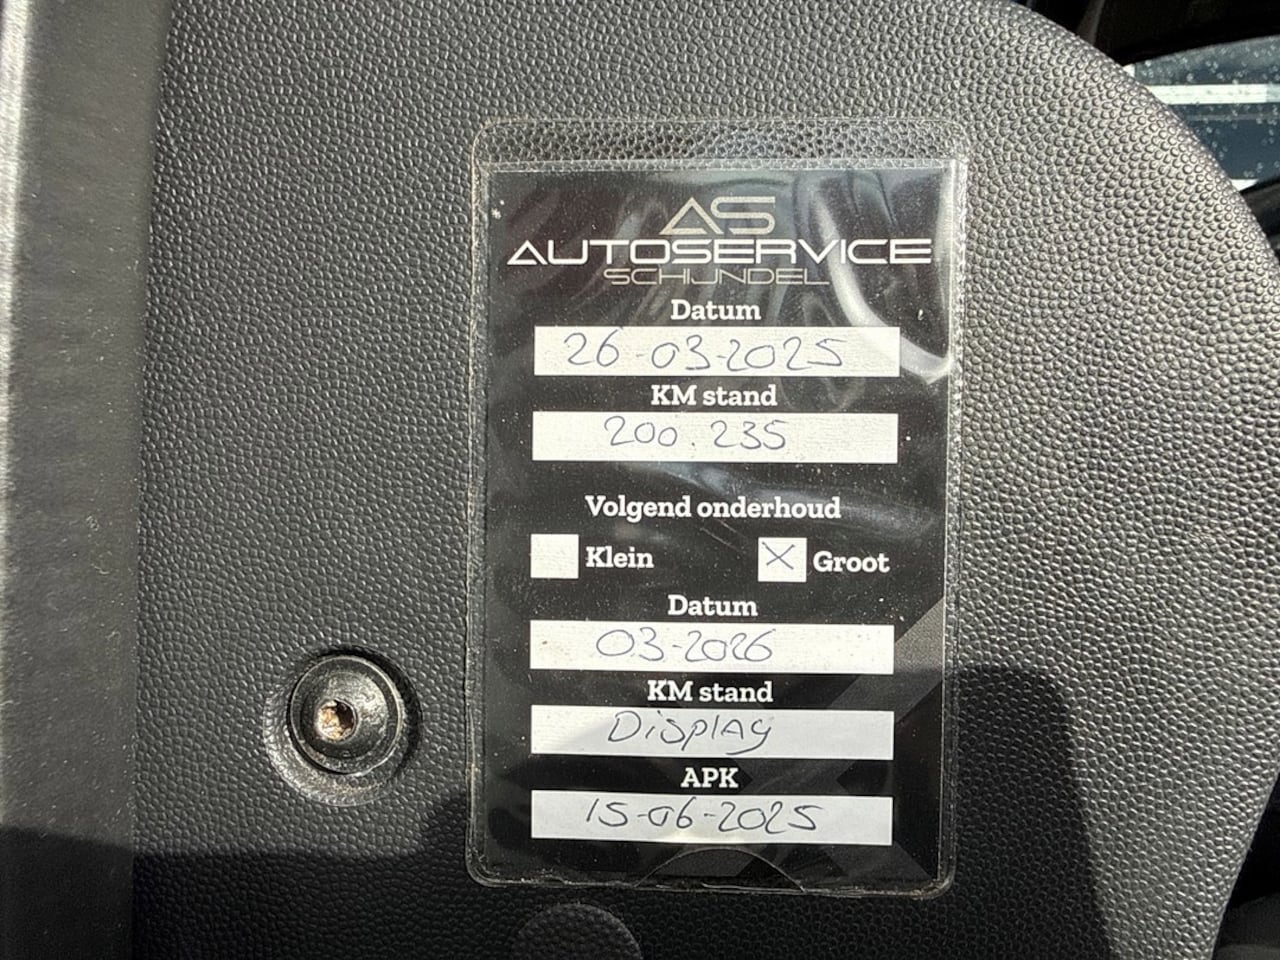 AS
AUTOSERVICE
SCHIJNDEL
Datum
26-03-2025
KM stand
200.235
Volgend onderhoud
Klein X Groot
Datum
03-2026
KM stand
Display
APK
15-06-2025